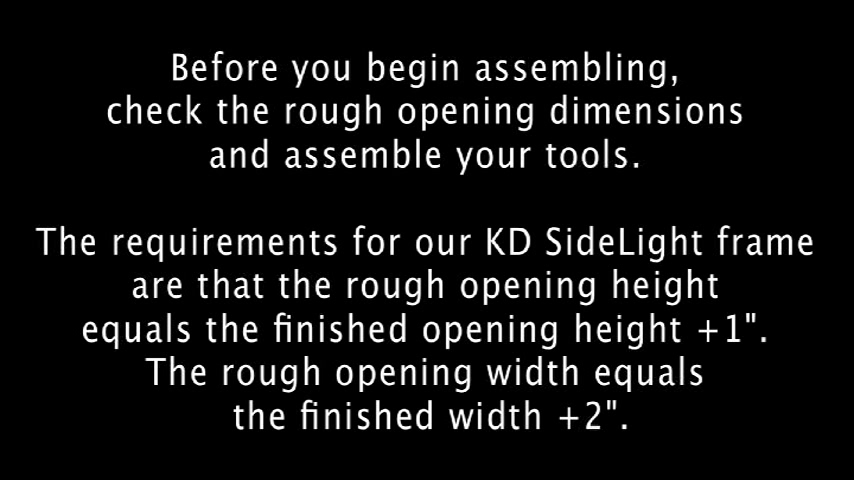 Before you begin assembling,
check the rough opening dimensions
and assemble your tools.
The requirements for our KD SideLight frame
are that the rough opening height
equals the finished opening height +1".
The rough opening width equals
the finished width +2".